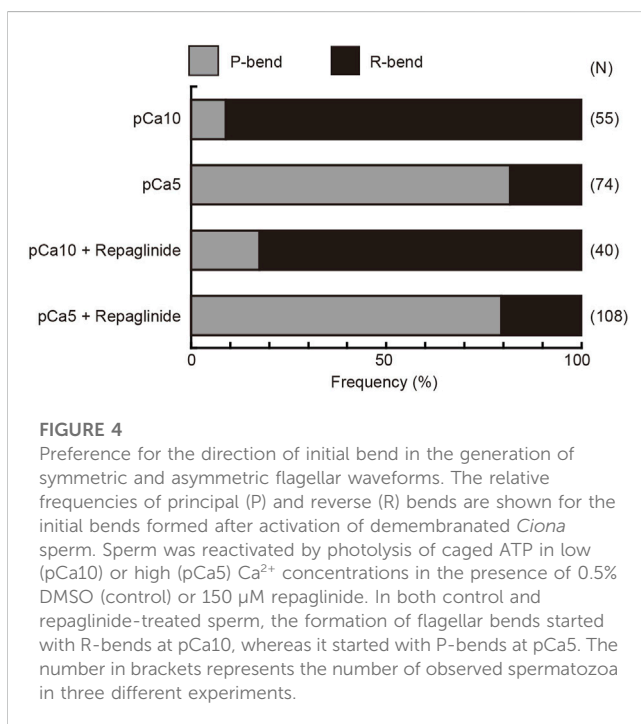 P-bend R-bend (N)
pCa10 (55)
pCa5 (74)
pCa10 + Repaglinide (40)
pCa5 + Repaglinide (108)
0 50 100
Frequency (%)
FIGURE 4
Preference for the direction of initial bend in the generation of
symmetric and asymmetric flagellar waveforms. The relative
frequencies of principal (P) and reverse (R) bends are shown for the
initial bends formed after activation of demembranated Ciona
sperm. Sperm was reactivated by photolysis of caged ATP in low
(pCa10) or high (pCa5) Ca²⁺ concentrations in the presence of 0.5%
DMSO (control) or 150 µM repaglinide. In both control and
repaglinide-treated sperm, the formation of flagellar bends started
with R-bends at pCa10, whereas it started with P-bends at pCa5. The
number in brackets represents the number of observed spermatozoa
in three different experiments.